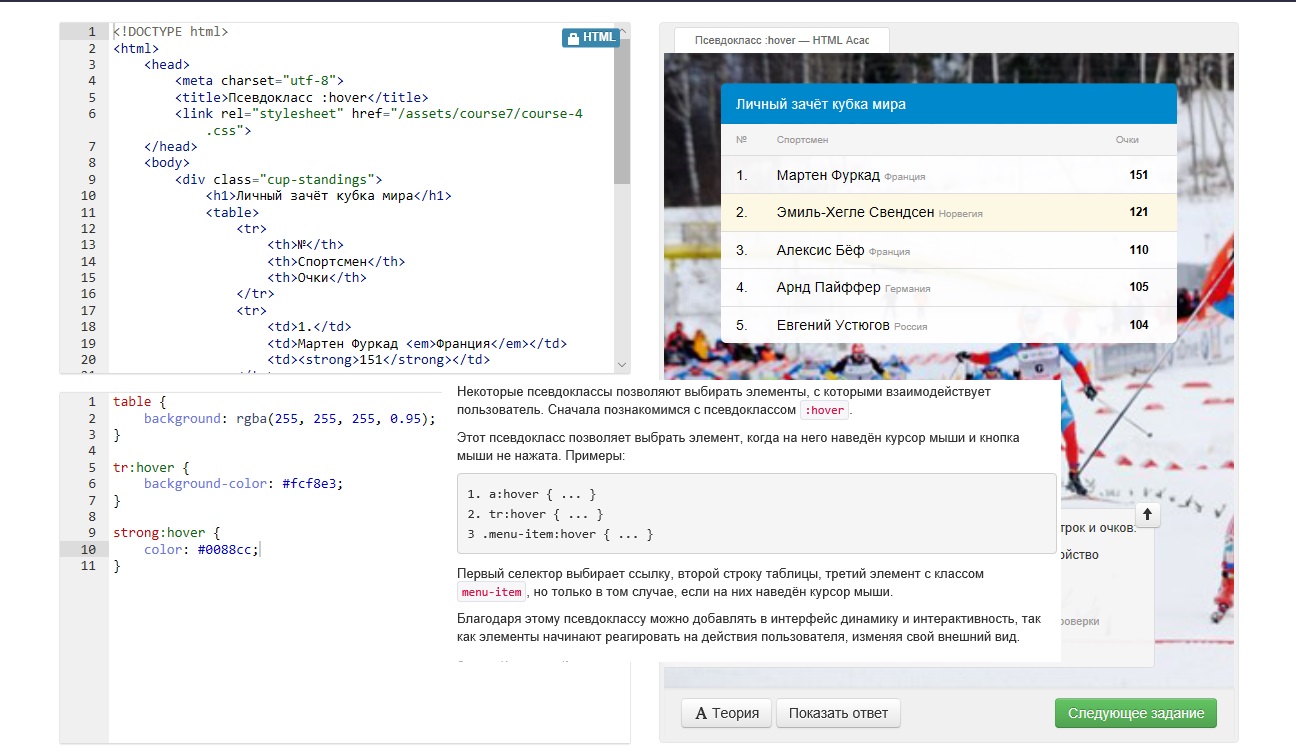 1 <!DOCTYPE html>
HTML
2 <html>
3 <head>
4 <meta charset="utf-8">
5 <title>Псевдокласс :hover</title>
6 <link rel="stylesheet" href="/assets/course7/course-4
.css">
7 </head>
8 <body>
9 <div class="cup-standings">
10 <h1>Личный зачёт кубка мира</h1>
11 <table>
12 <tr>
13 <th>№</th>
14 <th>Спортсмен</th>
15 <th>Очки</th>
16 </tr>
17 <tr>
18 <td>1.</td>
19 <td>Мартен Фуркад <em>Франция</em></td>
20 <td><strong>151</strong></td>
1 table {
2 background: rgba(255, 255, 255, 0.95);
3 }
4
5 tr:hover {
6 background-color: #fcf8e3;
7 }
8
9 strong:hover {
10 color: #0088cc;
11 }
Псевдокласс :hover — HTML Acac
Личный зачёт кубка мира
№ Спортсмен Очки
1. Мартен Фуркад Франция 151
2. Эмиль-Хегле Свендсен Норвегия 121
3. Алексис Бёф Франция 110
4. Арнд Пайффер Германия 105
5. Евгений Устюгов Россия 104
Некоторые псевдоклассы позволяют выбирать элементы, с которыми взаимодействует
пользователь. Сначала познакомимся с псевдоклассом :hover.
Этот псевдокласс позволяет выбрать элемент, когда на него наведён курсор мыши и кнопка
мыши не нажата. Примеры:
1. a:hover { ... }
2. tr:hover { ... }
3 .menu-item:hover { ... }
Первый селектор выбирает ссылку, второй строку таблицы, третий элемент с классом
menu-item, но только в том случае, если на них наведён курсор мыши.
Благодаря этому псевдоклассу можно добавлять в интерфейс динамику и интерактивность, так
как элементы начинают реагировать на действия пользователя, изменяя свой внешний вид.
трок и очков:
ойство
роверки
A Теория
Показать ответ
Следующее задание